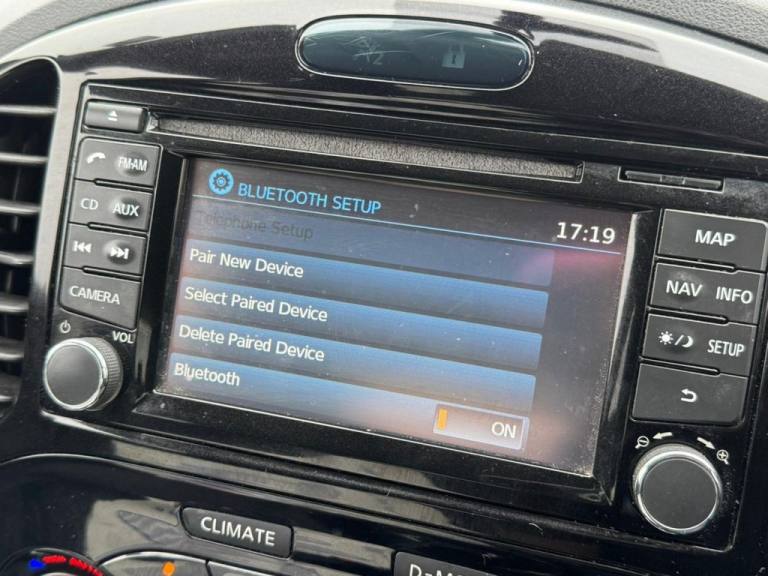 BLUETOOTH SETUP
17:19
Telephone Setup
Pair New Device
Select Paired Device
Delete Paired Device
Bluetooth
ON
FM·AM
CD
AUX
CAMERA
VOL
MAP
NAV
INFO
SETUP
CLIMATE